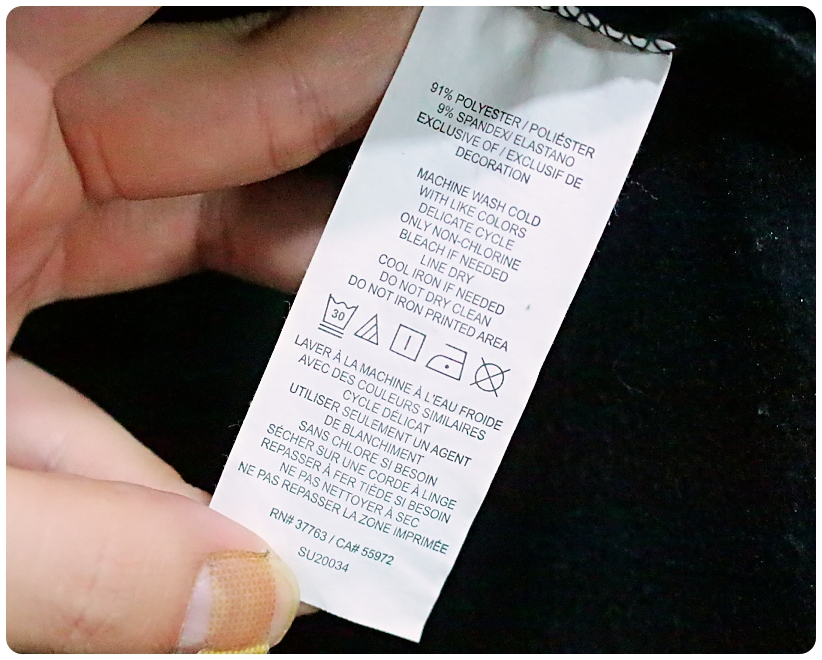 91% POLYESTER / POLIÉSTER
9% SPANDEX/ ELASTANO
EXCLUSIVE OF / EXCLUSIF DE
DECORATION
MACHINE WASH COLD
WITH LIKE COLORS
DELICATE CYCLE
ONLY NON-CHLORINE
BLEACH IF NEEDED
LINE DRY
COOL IRON IF NEEDED
DO NOT DRY CLEAN
DO NOT IRON PRINTED AREA
30
LAVER À LA MACHINE À L'EAU FROIDE
AVEC DES COULEURS SIMILAIRES
CYCLE DÉLICAT
UTILISER SEULEMENT UN AGENT
DE BLANCHIMENT
SANS CHLORE SI BESOIN
SÉCHER SUR UNE CORDE À LINGE
REPASSER À FER TIÈDE SI BESOIN
NE PAS NETTOYER À SEC
NE PAS REPASSER LA ZONE IMPRIMÉE
RN# 37763 / CA# 55972
SU20034